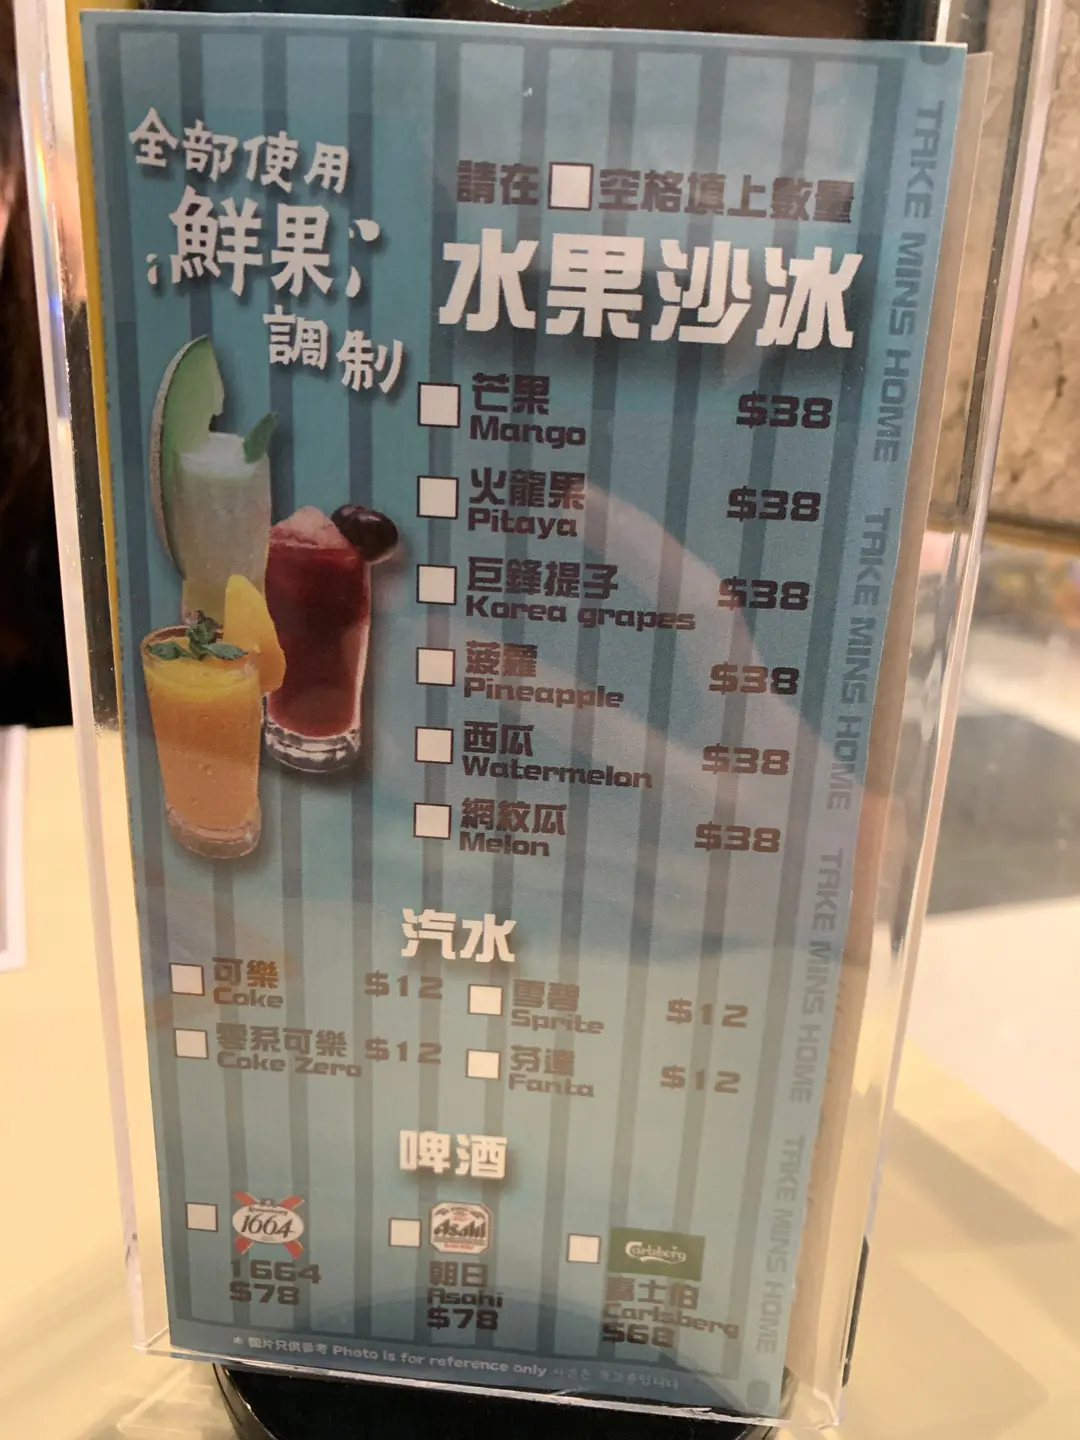 全部使用
鮮果
調制
請在□空格填上數量
水果沙冰
芒果 $38
Mango
火龍果 $38
Pitaya
巨鋒提子 $38
Korea grapes
菠蘿 $38
Pineapple
西瓜 $38
Watermelon
網紋瓜 $38
Melon
汽水
可樂 $12
Coke
雪碧 $12
Sprite
零系可樂 $12
Coke Zero
芬達 $12
Fanta
啤酒
1664
1664
$78
Asahi
朝日
Asahi
$78
Carlsberg
嘉士伯
Carlsberg
$68
* 圖片只供參考 Photo is for reference only
TAKE MINS HOME TAKE MINS HOME TAKE MINS HOME TAKE MINS HOME